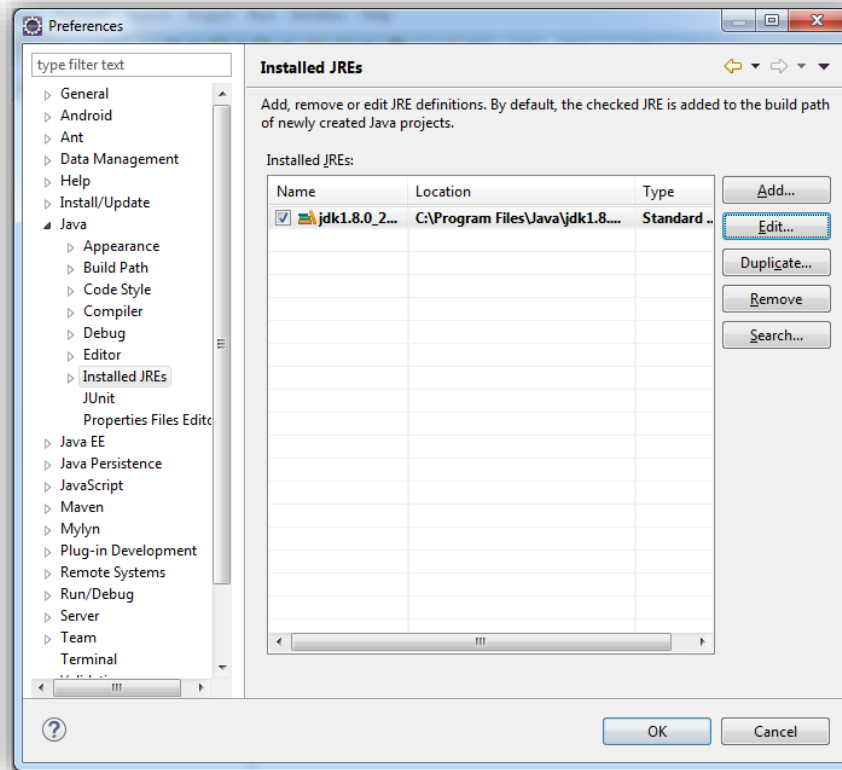 Preferences
type filter text
General
Android
Ant
Data Management
Help
Install/Update
Java
Appearance
Build Path
Code Style
Compiler
Debug
Editor
Installed JREs
JUnit
Properties Files Edito
Java EE
Java Persistence
JavaScript
Maven
Mylyn
Plug-in Development
Remote Systems
Run/Debug
Server
Team
Terminal
Installed JREs
Add, remove or edit JRE definitions. By default, the checked JRE is added to the build path
of newly created Java projects.
Installed JREs:
Name Location Type
jdk1.8.0_2... C:\Program Files\Java\jdk1.8.... Standard ..
Add...
Edit...
Duplicate...
Remove
Search...
OK Cancel